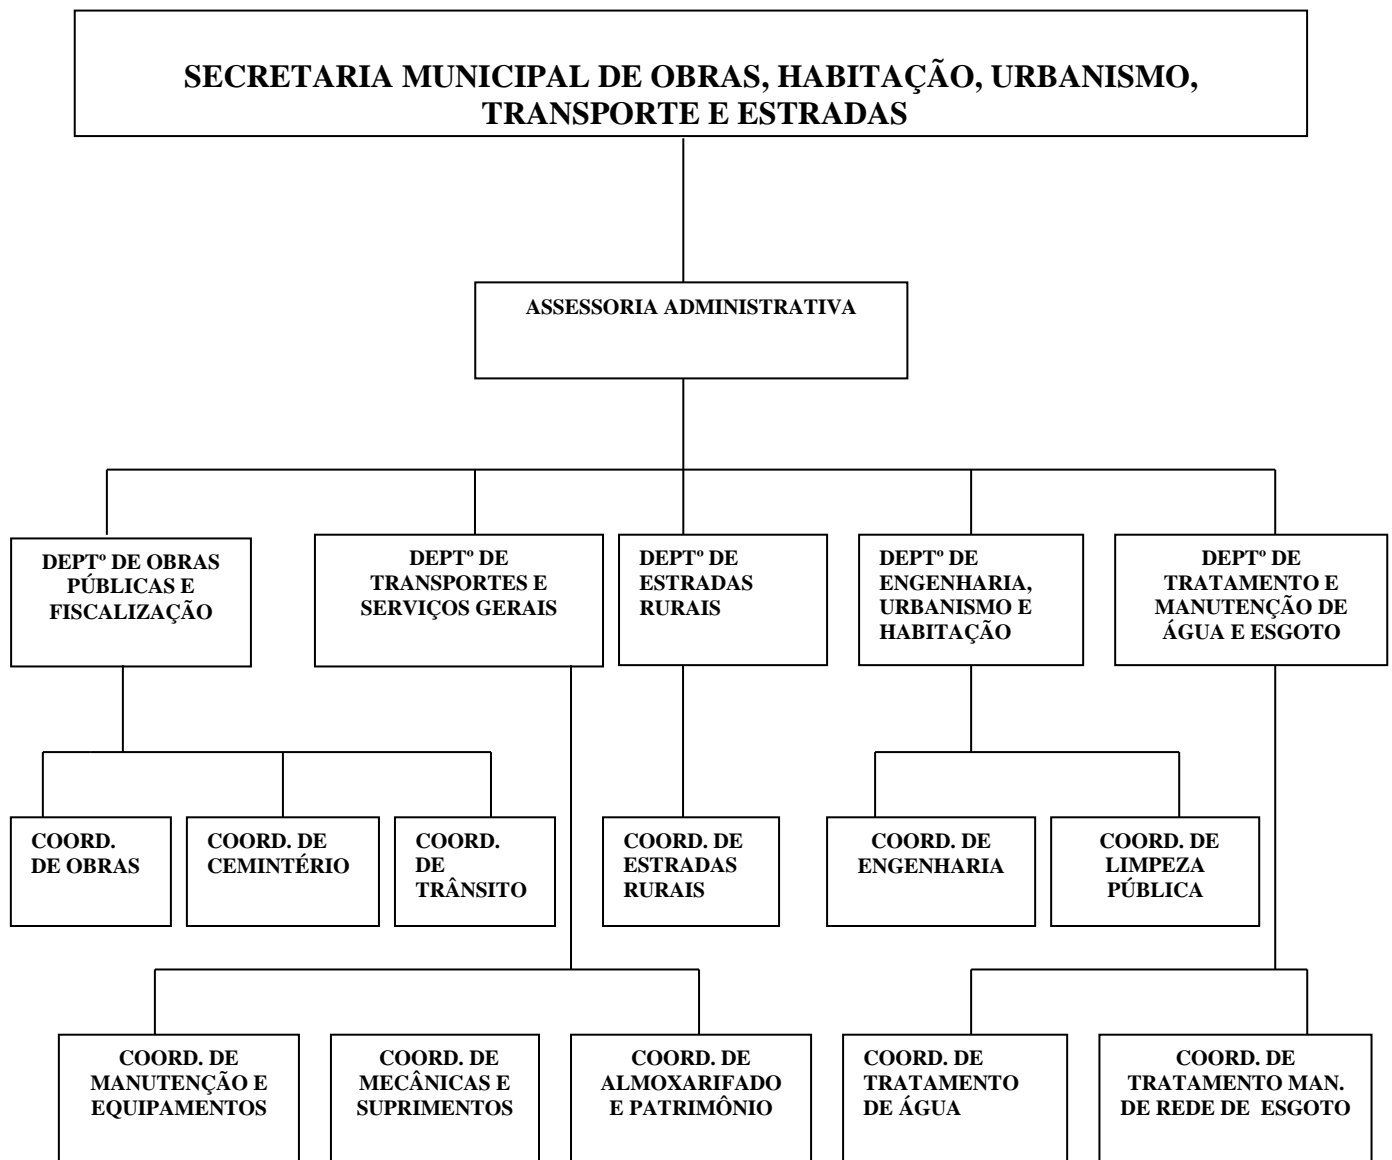 SECRETARIA MUNICIPAL DE OBRAS, HABITAÇÃO, URBANISMO,
TRANSPORTE E ESTRADAS
ASSESSORIA ADMINISTRATIVA
DEPTº DE OBRAS
PÚBLICAS E
FISCALIZAÇÃO
DEPTº DE
TRANSPORTES E
SERVIÇOS GERAIS
DEPTº DE
ESTRADAS
RURAIS
DEPTº DE
ENGENHARIA,
URBANISMO E
HABITAÇÃO
DEPTº DE
TRATAMENTO E
MANUTENÇÃO DE
ÁGUA E ESGOTO
COORD.
DE OBRAS
COORD. DE
CEMINTÉRIO
COORD.
DE
TRÂNSITO
COORD. DE
ESTRADAS
RURAIS
COORD. DE
ENGENHARIA
COORD. DE
LIMPEZA
PÚBLICA
COORD. DE
MANUTENÇÃO E
EQUIPAMENTOS
COORD. DE
MECÂNICAS E
SUPRIMENTOS
COORD. DE
ALMOXARIFADO
E PATRIMÔNIO
COORD. DE
TRATAMENTO
DE ÁGUA
COORD. DE
TRATAMENTO MAN.
DE REDE DE ESGOTO